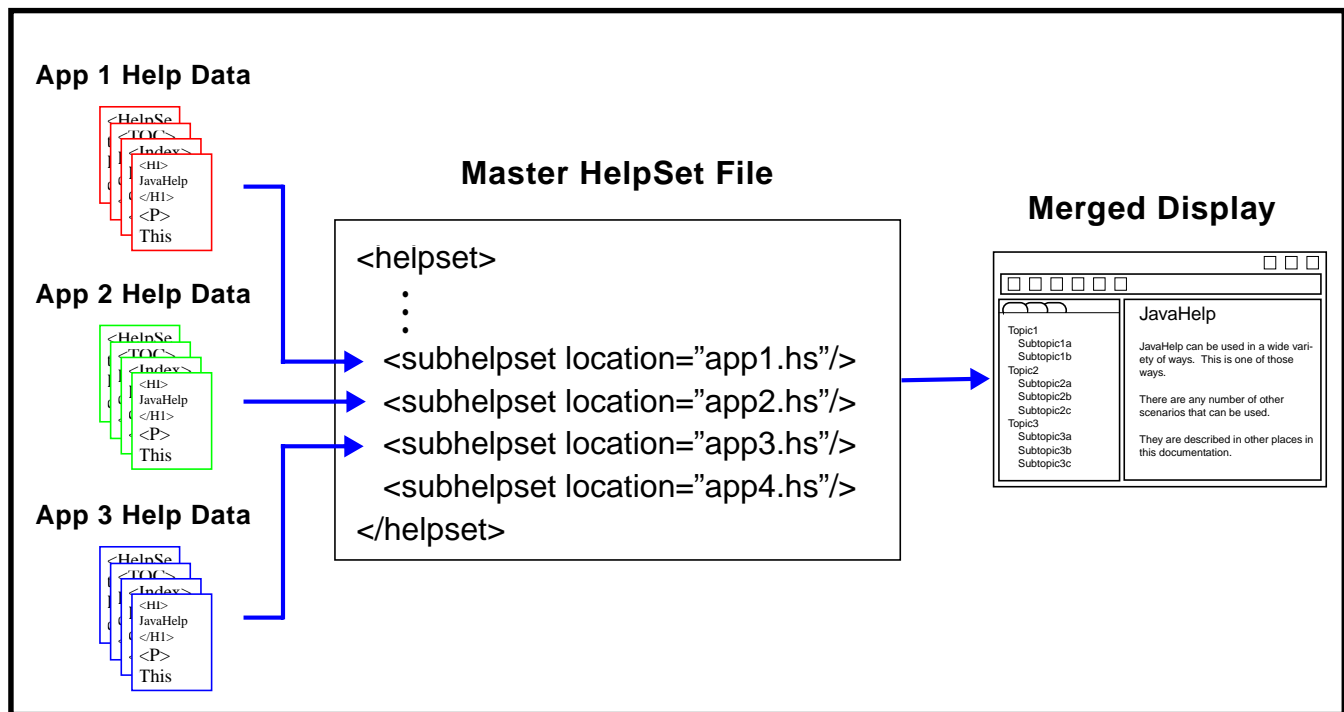 App 1 Help Data
<HelpSe
<TOC>
<Index>
<H1>
JavaHelp
</H1>
<P>
This
App 2 Help Data
<HelpSe
<TOC>
<Index>
<H1>
JavaHelp
</H1>
<P>
This
App 3 Help Data
<HelpSe
<TOC>
<Index>
<H1>
JavaHelp
</H1>
<P>
This
Master HelpSet File
<helpset>
<subhelpset location=”app1.hs”/>
<subhelpset location=”app2.hs”/>
<subhelpset location=”app3.hs”/>
<subhelpset location=”app4.hs”/>
</helpset>
Merged Display
Topic1
Subtopic1a
Subtopic1b
Topic2
Subtopic2a
Subtopic2b
Subtopic2c
Topic3
Subtopic3a
Subtopic3b
Subtopic3c
JavaHelp
JavaHelp can be used in a wide vari-
ety of ways. This is one of those
ways.
There are any number of other
scenarios that can be used.
They are described in other places in
this documentation.